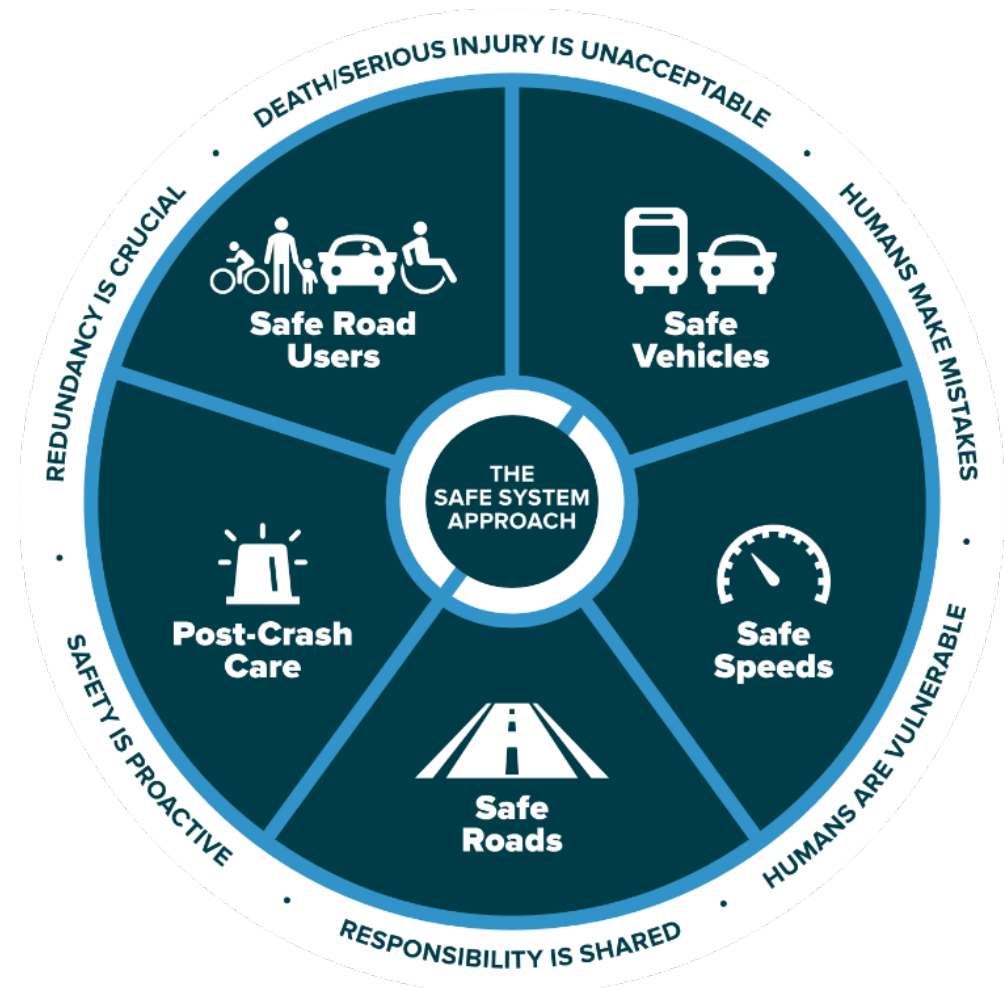 DEATH/SERIOUS INJURY IS UNACCEPTABLE
HUMANS MAKE MISTAKES
HUMANS ARE VULNERABLE
RESPONSIBILITY IS SHARED
SAFETY IS PROACTIVE
REDUNDANCY IS CRUCIAL
Safe Road
Users
Safe
Vehicles
Safe
Speeds
Safe
Roads
Post-Crash
Care
THE
SAFE SYSTEM
APPROACH